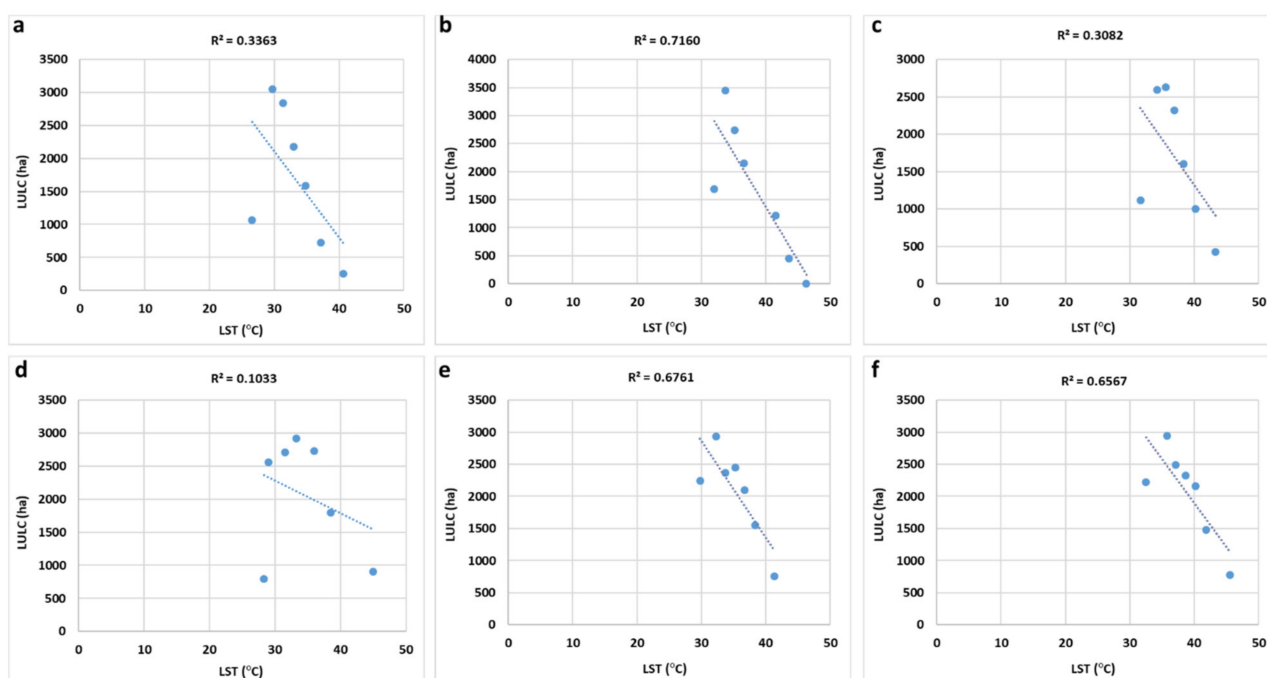 a
R² = 0.3363
3500
3000
2500
2000
1500
1000
500
0
LULC (ha)
0 10 20 30 40 50
LST (°C)
b
R² = 0.7160
4000
3500
3000
2500
2000
1500
1000
500
0
LULC (ha)
0 10 20 30 40 50
LST (°C)
c
R² = 0.3082
3000
2500
2000
1500
1000
500
0
LULC (ha)
0 10 20 30 40 50
LST (°C)
d
R² = 0.1033
3500
3000
2500
2000
1500
1000
500
0
LULC (ha)
0 10 20 30 40 50
LST (°C)
e
R² = 0.6761
3500
3000
2500
2000
1500
1000
500
0
LULC (ha)
0 10 20 30 40 50
LST (°C)
f
R² = 0.6567
3500
3000
2500
2000
1500
1000
500
0
LULC (ha)
0 10 20 30 40 50
LST (°C)